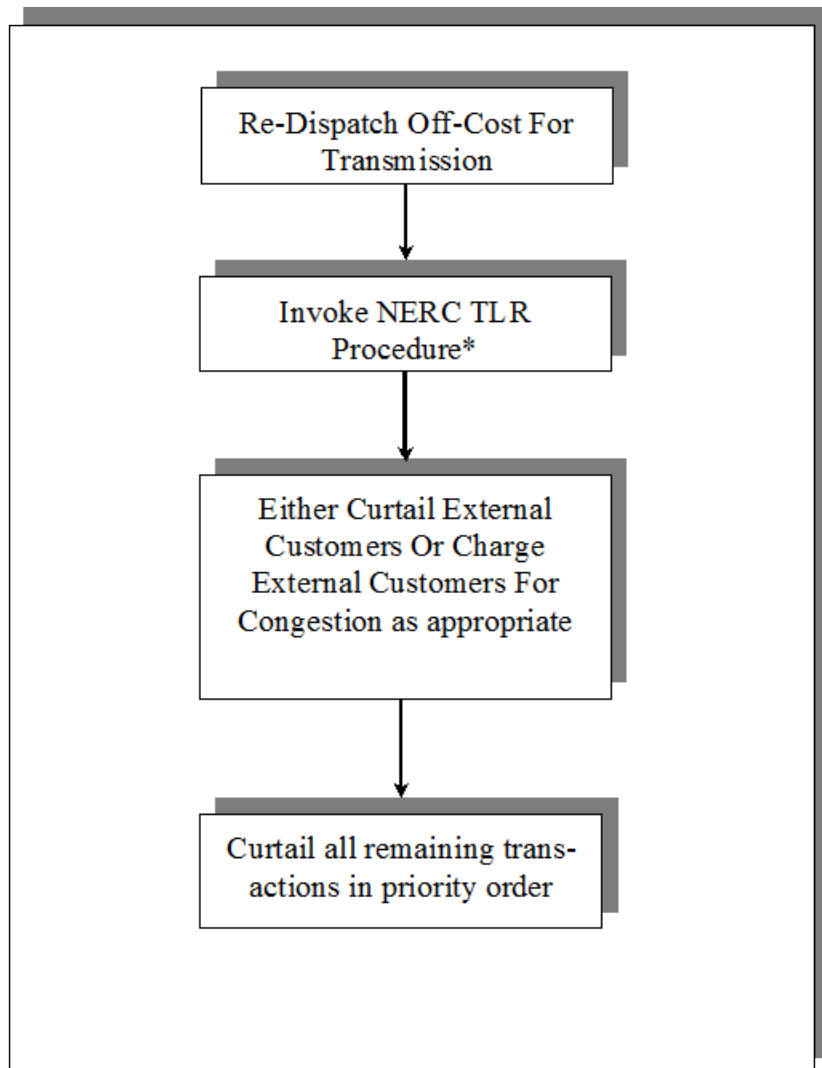 Re-Dispatch Off-Cost For
Transmission
Invoke NERC TLR
Procedure*
Either Curtail External
Customers Or Charge
External Customers For
Congestion as appropriate
Curtail all remaining trans-
actions in priority order